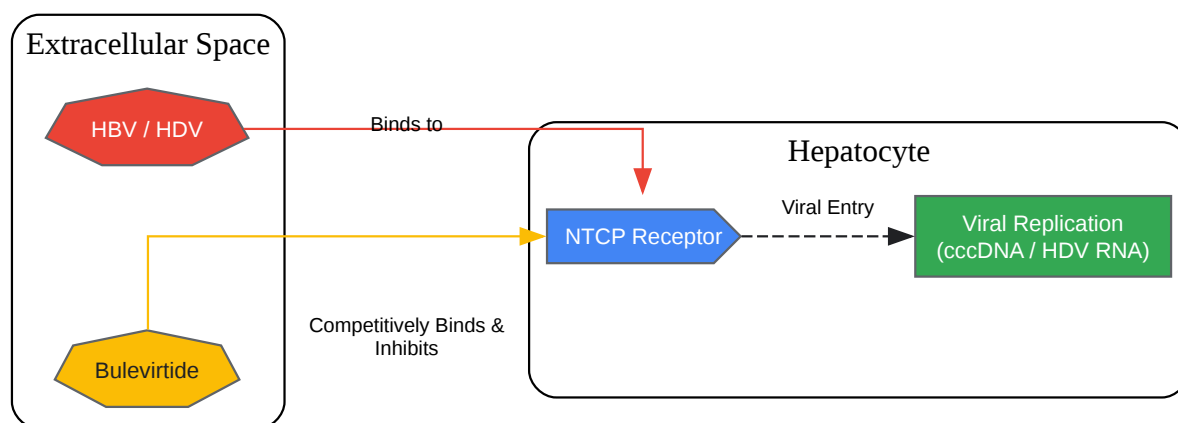 Extracellular Space
HBV / HDV
Binds to
Hepatocyte
NTCP Receptor
Viral Entry
Viral Replication
(cccDNA / HDV RNA)
Competitively Binds &
Inhibits
Bulevirtide